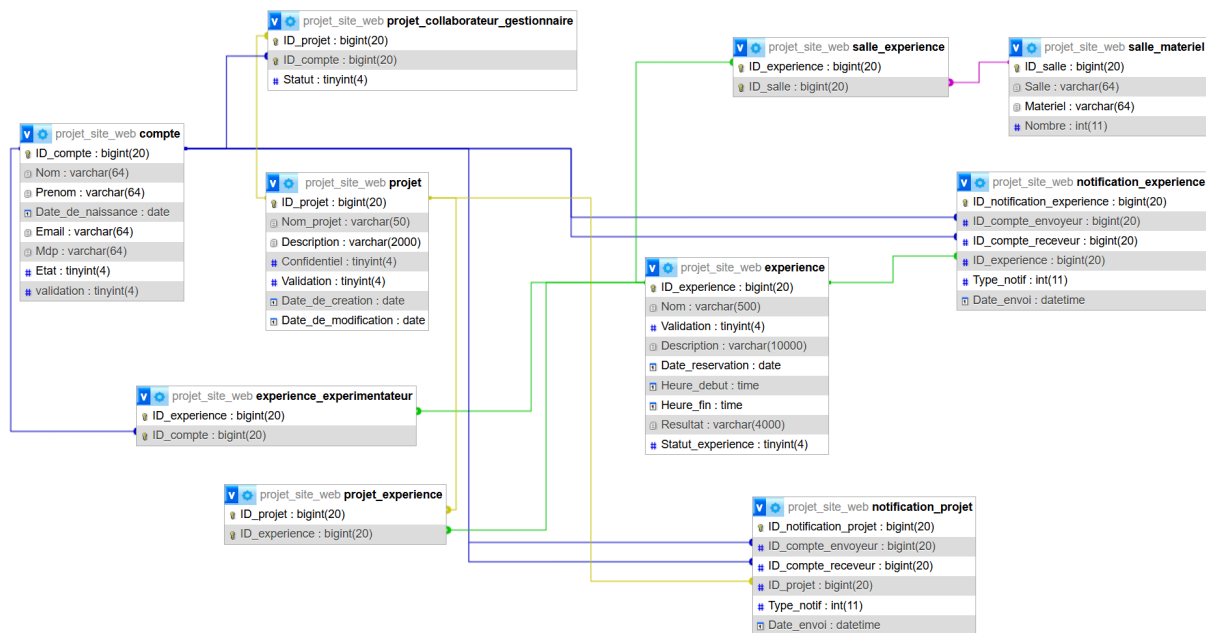 projet_site_web projet_collaborateur_gestionnaire
ID_projet : bigint(20)
ID_compte : bigint(20)
Statut : tinyint(4)
projet_site_web salle_experience
ID_experience : bigint(20)
ID_salle : bigint(20)
projet_site_web salle_materiel
ID_salle : bigint(20)
Salle : varchar(64)
Materiel : varchar(64)
Nombre : int(11)
projet_site_web compte
ID_compte : bigint(20)
Nom : varchar(64)
Prenom : varchar(64)
Date_de_naissance : date
Email : varchar(64)
Mdp : varchar(64)
Etat : tinyint(4)
validation : tinyint(4)
projet_site_web projet
ID_projet : bigint(20)
Nom_projet : varchar(50)
Description : varchar(2000)
Confidentiel : tinyint(4)
Validation : tinyint(4)
Date_de_creation : date
Date_de_modification : date
projet_site_web notification_experience
ID_notification_experience : bigint(20)
ID_compte_envoyeur : bigint(20)
ID_compte_receveur : bigint(20)
ID_experience : bigint(20)
Type_notif : int(11)
Date_envoi : datetime
projet_site_web experience
ID_experience : bigint(20)
Nom : varchar(500)
Validation : tinyint(4)
Description : varchar(10000)
Date_reservation : date
Heure_debut : time
Heure_fin : time
Resultat : varchar(4000)
Statut_experience : tinyint(4)
projet_site_web experience_experimentateur
ID_experience : bigint(20)
ID_compte : bigint(20)
projet_site_web projet_experience
ID_projet : bigint(20)
ID_experience : bigint(20)
projet_site_web notification_projet
ID_notification_projet : bigint(20)
ID_compte_envoyeur : bigint(20)
ID_compte_receveur : bigint(20)
ID_projet : bigint(20)
Type_notif : int(11)
Date_envoi : datetime